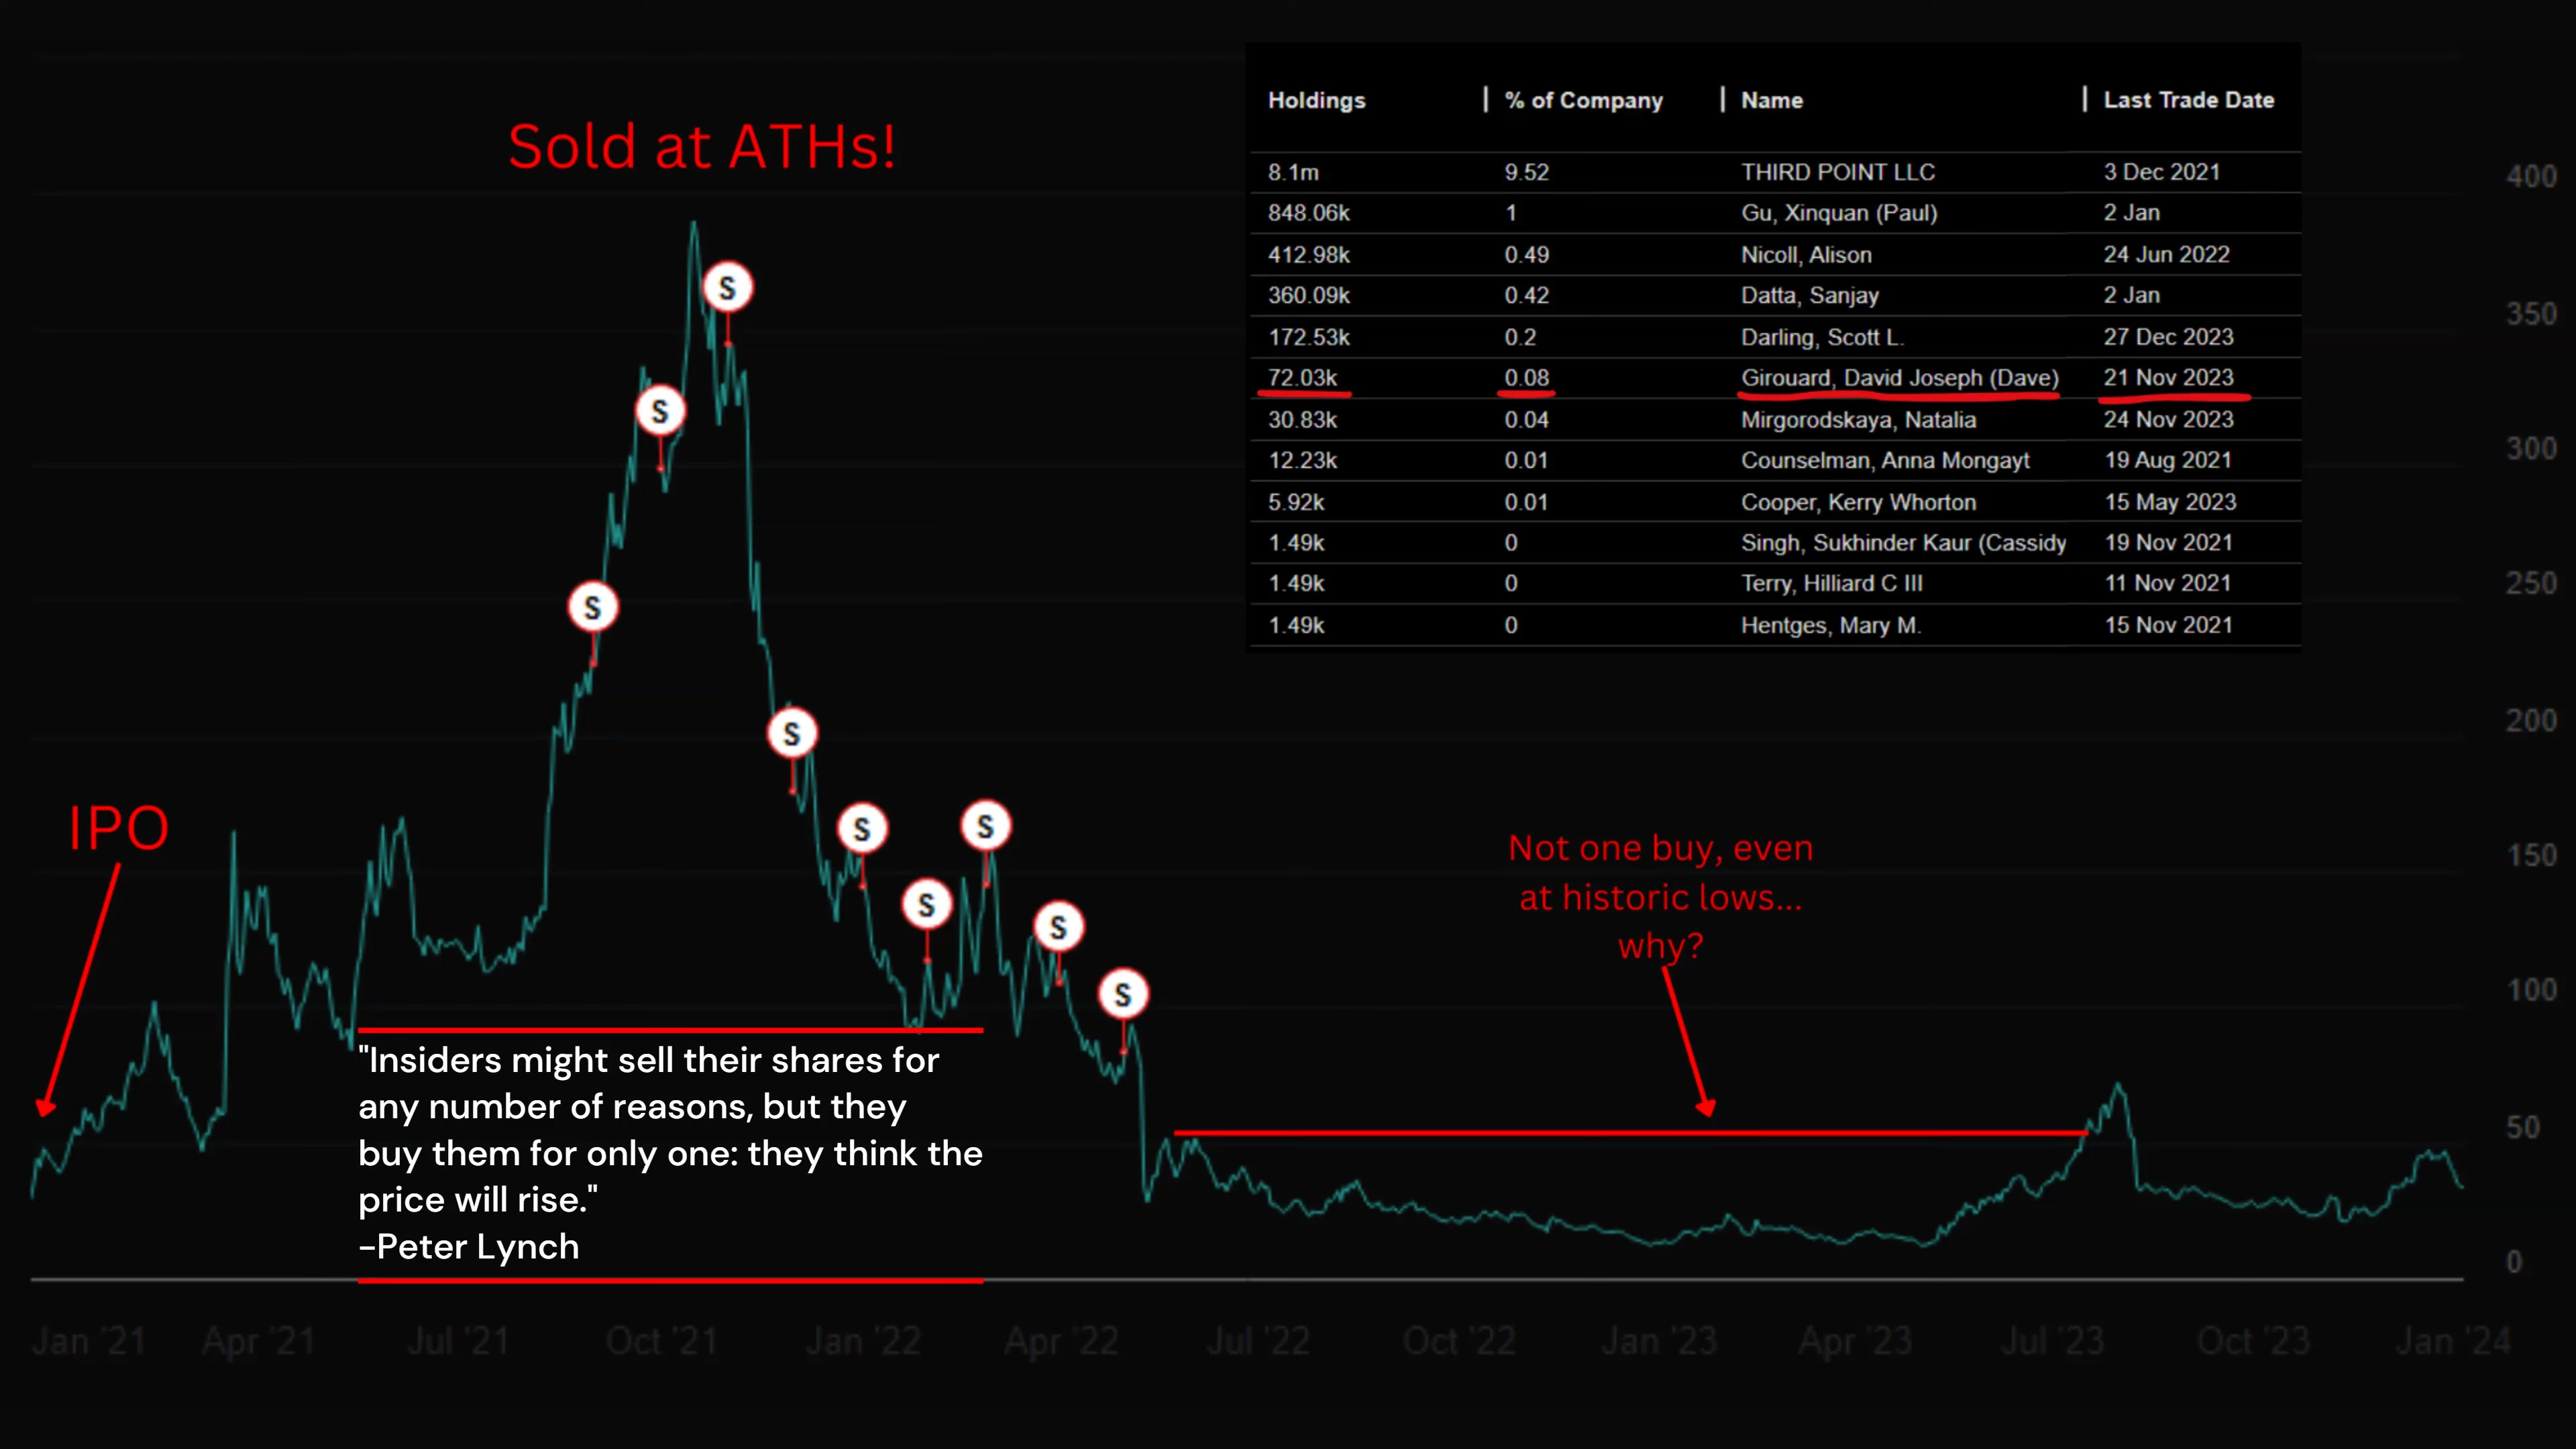 Sold at ATHs!
Holdings | % of Company | Name | Last Trade Date
8.1m 9.52 THIRD POINT LLC 3 Dec 2021
848.06k 1 Gu, Xinquan (Paul) 2 Jan
412.98k 0.49 Nicoll, Alison 24 Jun 2022
360.09k 0.42 Datta, Sanjay 2 Jan
172.53k 0.2 Darling, Scott L. 27 Dec 2023
72.03k 0.08 Girouard, David Joseph (Dave) 21 Nov 2023
30.83k 0.04 Mirgorodskaya, Natalia 24 Nov 2023
12.23k 0.01 Counselman, Anna Mongayt 19 Aug 2021
5.92k 0.01 Cooper, Kerry Whorton 15 May 2023
1.49k 0 Singh, Sukhinder Kaur (Cassidy 19 Nov 2021
1.49k 0 Terry, Hilliard C III 11 Nov 2021
1.49k 0 Hentges, Mary M. 15 Nov 2021
400
350
300
250
200
150
100
50
0
S
S
S
S
S
S
S
S
S
IPO
Not one buy, even
at historic lows...
why?
"Insiders might sell their shares for
any number of reasons, but they
buy them for only one: they think the
price will rise."
-Peter Lynch
Jan '21 Apr '21 Jul '21 Oct '21 Jan '22 Apr '22 Jul '22 Oct '22 Jan '23 Apr '23 Jul '23 Oct '23 Jan '24